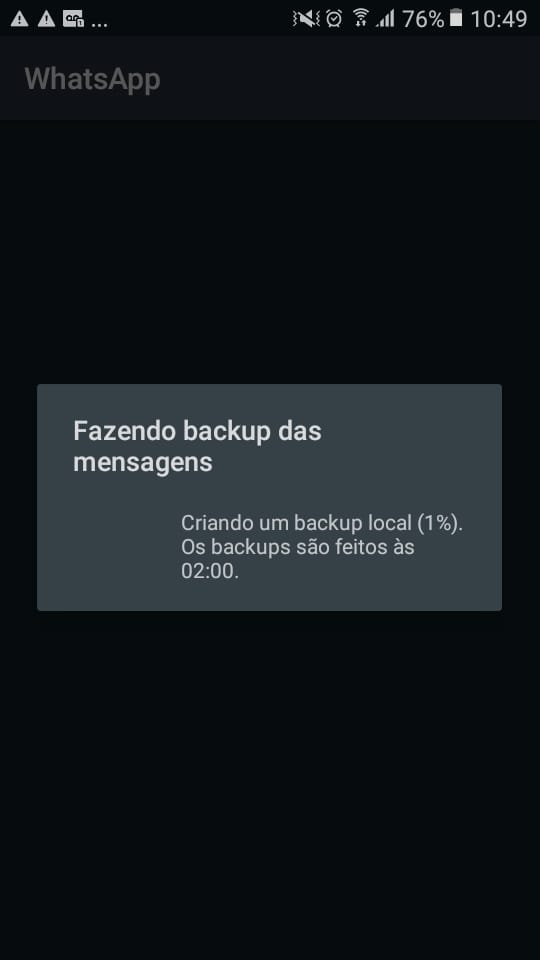 ... 76% 10:49
WhatsApp
Fazendo backup das
mensagens
Criando um backup local (1%).
Os backups são feitos às
02:00.